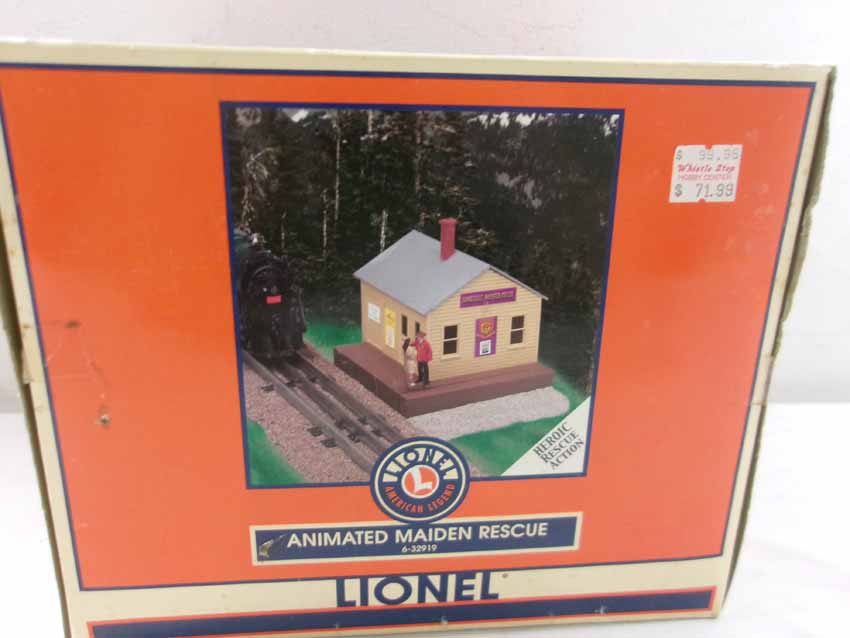 $ 99.95
Whistle Stop
HOBBY CENTER
$ 71.99
HEROIC
RESCUE
ACTION
LIONEL
L
AMERICAN LEGEND
ANIMATED MAIDEN RESCUE
6-32919
LIONEL